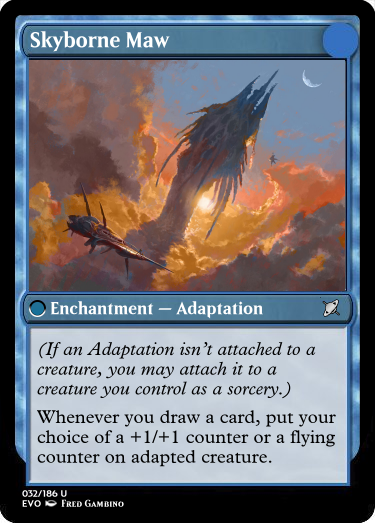 Skyborne Maw
Enchantment — Adaptation
(If an Adaptation isn't attached to a
creature, you may attach it to a
creature you control as a sorcery.)
Whenever you draw a card, put your
choice of a +1/+1 counter or a flying
counter on adapted creature.
032/186 U
EVO Fred Gambino